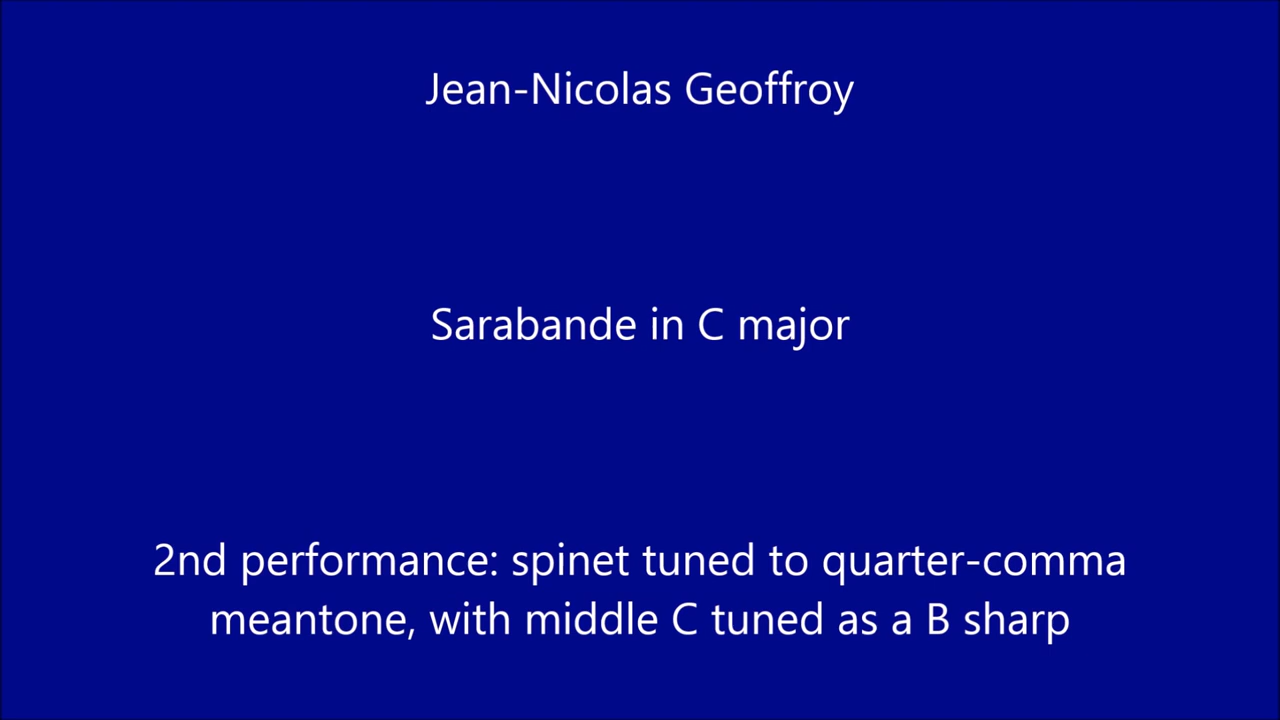 Jean-Nicolas Geoffroy
Sarabande in C major
2nd performance: spinet tuned to quarter-comma
meantone, with middle C tuned as a B sharp